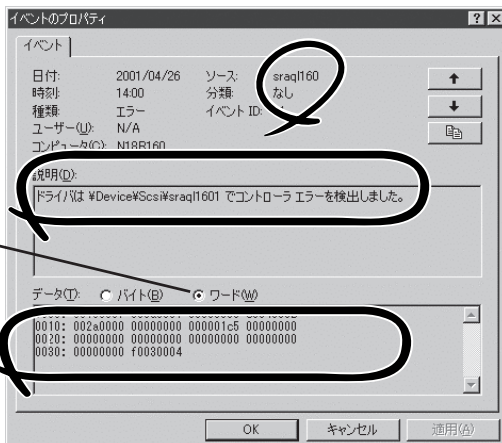 イベントのプロパティ
イベント
日付: 2001/04/26 ソース: sraql160
時刻: 14:00 分類: なし
種類: エラー イベント ID:
ユーザー(U): N/A
コンピュータ(C): N18B160
説明(D):
ドライバは ¥Device¥Scsi¥sraql1601 でコントローラ エラーを検出しました。
データ(T): バイト(B) ワード(W)
0010: 002a0000 00000000 000001c5 00000000
0020: 00000000 00000000 00000000 00000000
0030: 00000000 f0030004
OK キャンセル 適用(A)